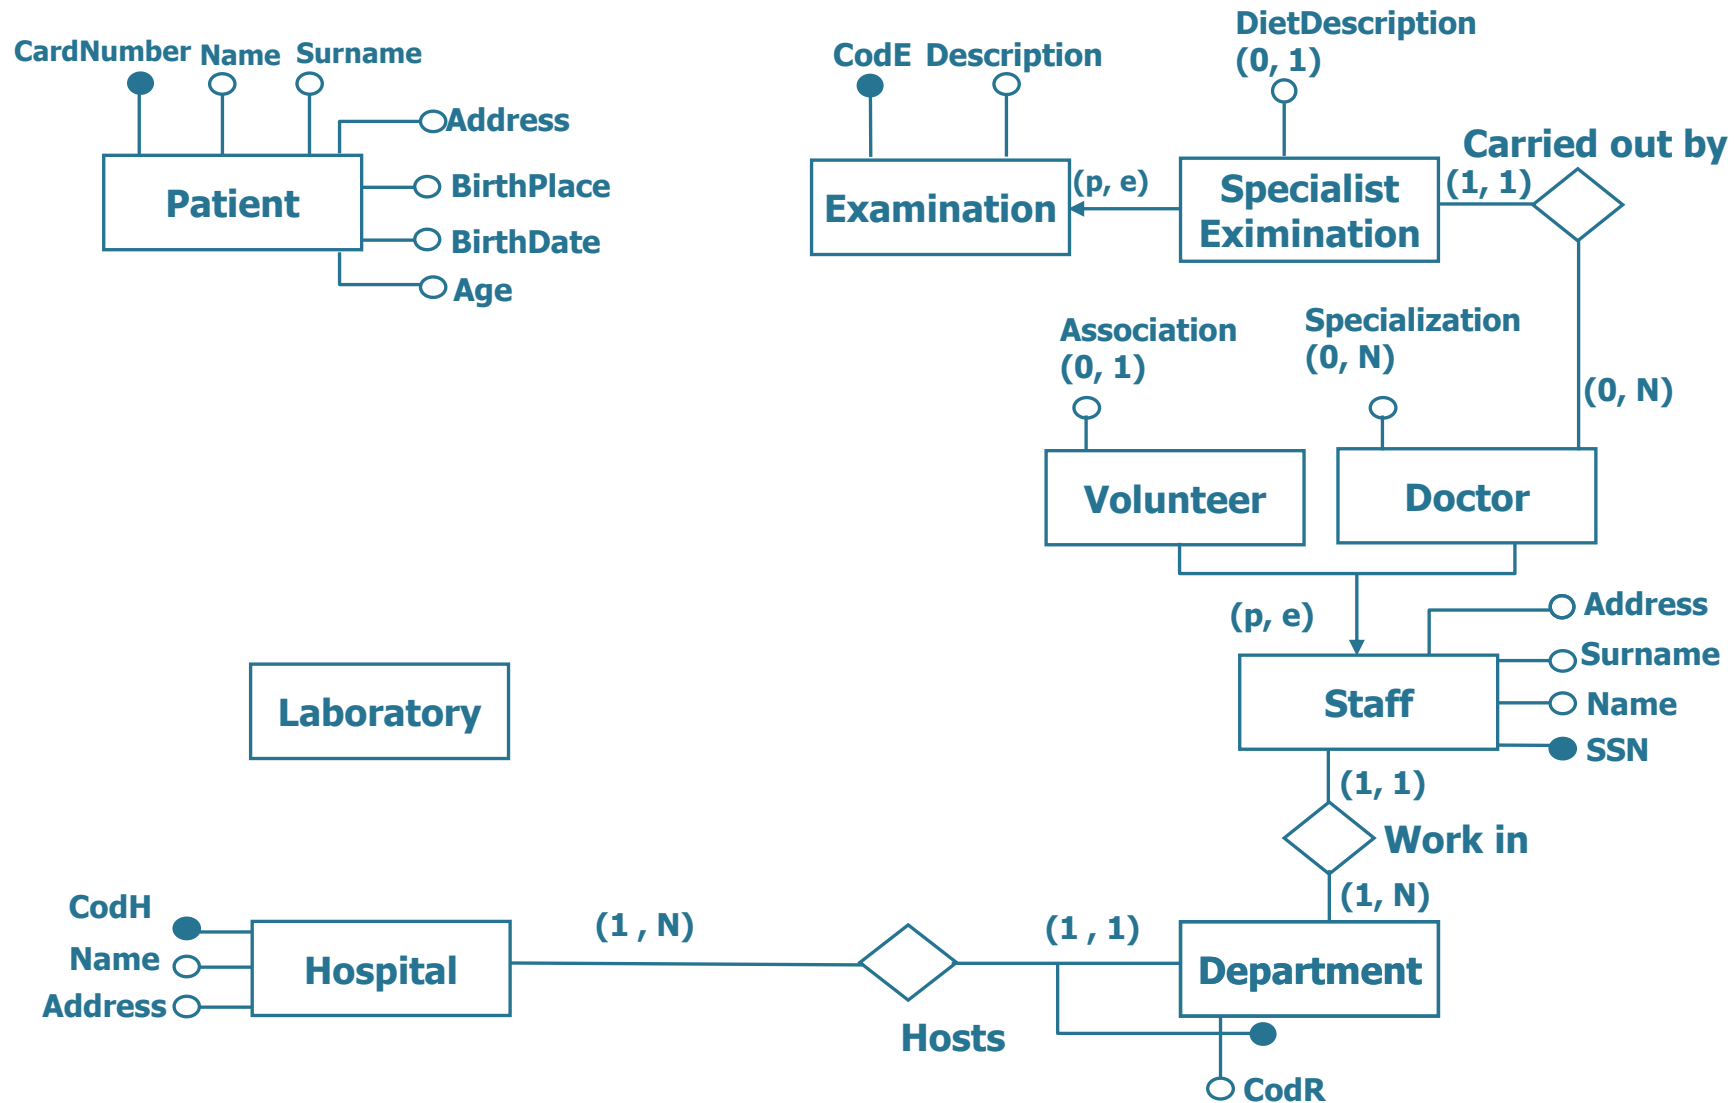 CardNumber
Name
Surname
Address
BirthPlace
BirthDate
Age
Patient
CodE
Description
DietDescription
(0, 1)
Examination
(p, e)
Specialist
Eximination
(1, 1)
Carried out by
(0, N)
Association
(0, 1)
Specialization
(0, N)
Volunteer
Doctor
(p, e)
Address
Surname
Name
SSN
Staff
Laboratory
(1, 1)
Work in
(1, N)
CodH
Name
Address
Hospital
(1 , N)
Hosts
(1 , 1)
Department
CodR